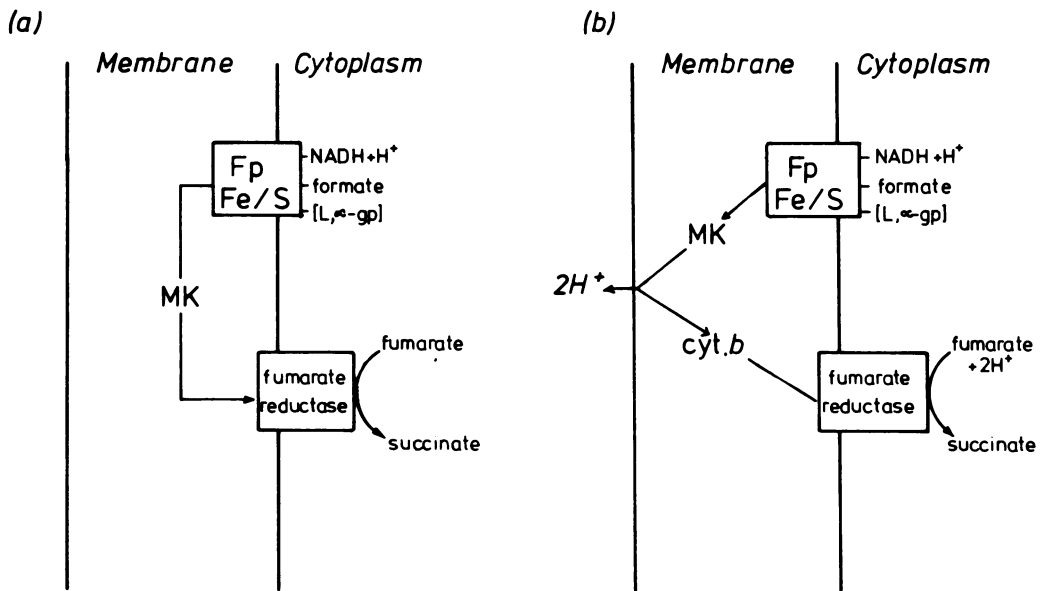 (a)
Membrane
Cytoplasm
Fp
Fe/S
NADH+H⁺
formate
[L,∝-gp]
MK
fumarate
reductase
fumarate
succinate
(b)
Membrane
Cytoplasm
Fp
Fe/S
NADH+H⁺
formate
[L,∝-gp]
MK
2H⁺
cyt.b
fumarate
reductase
fumarate
+2H⁺
succinate